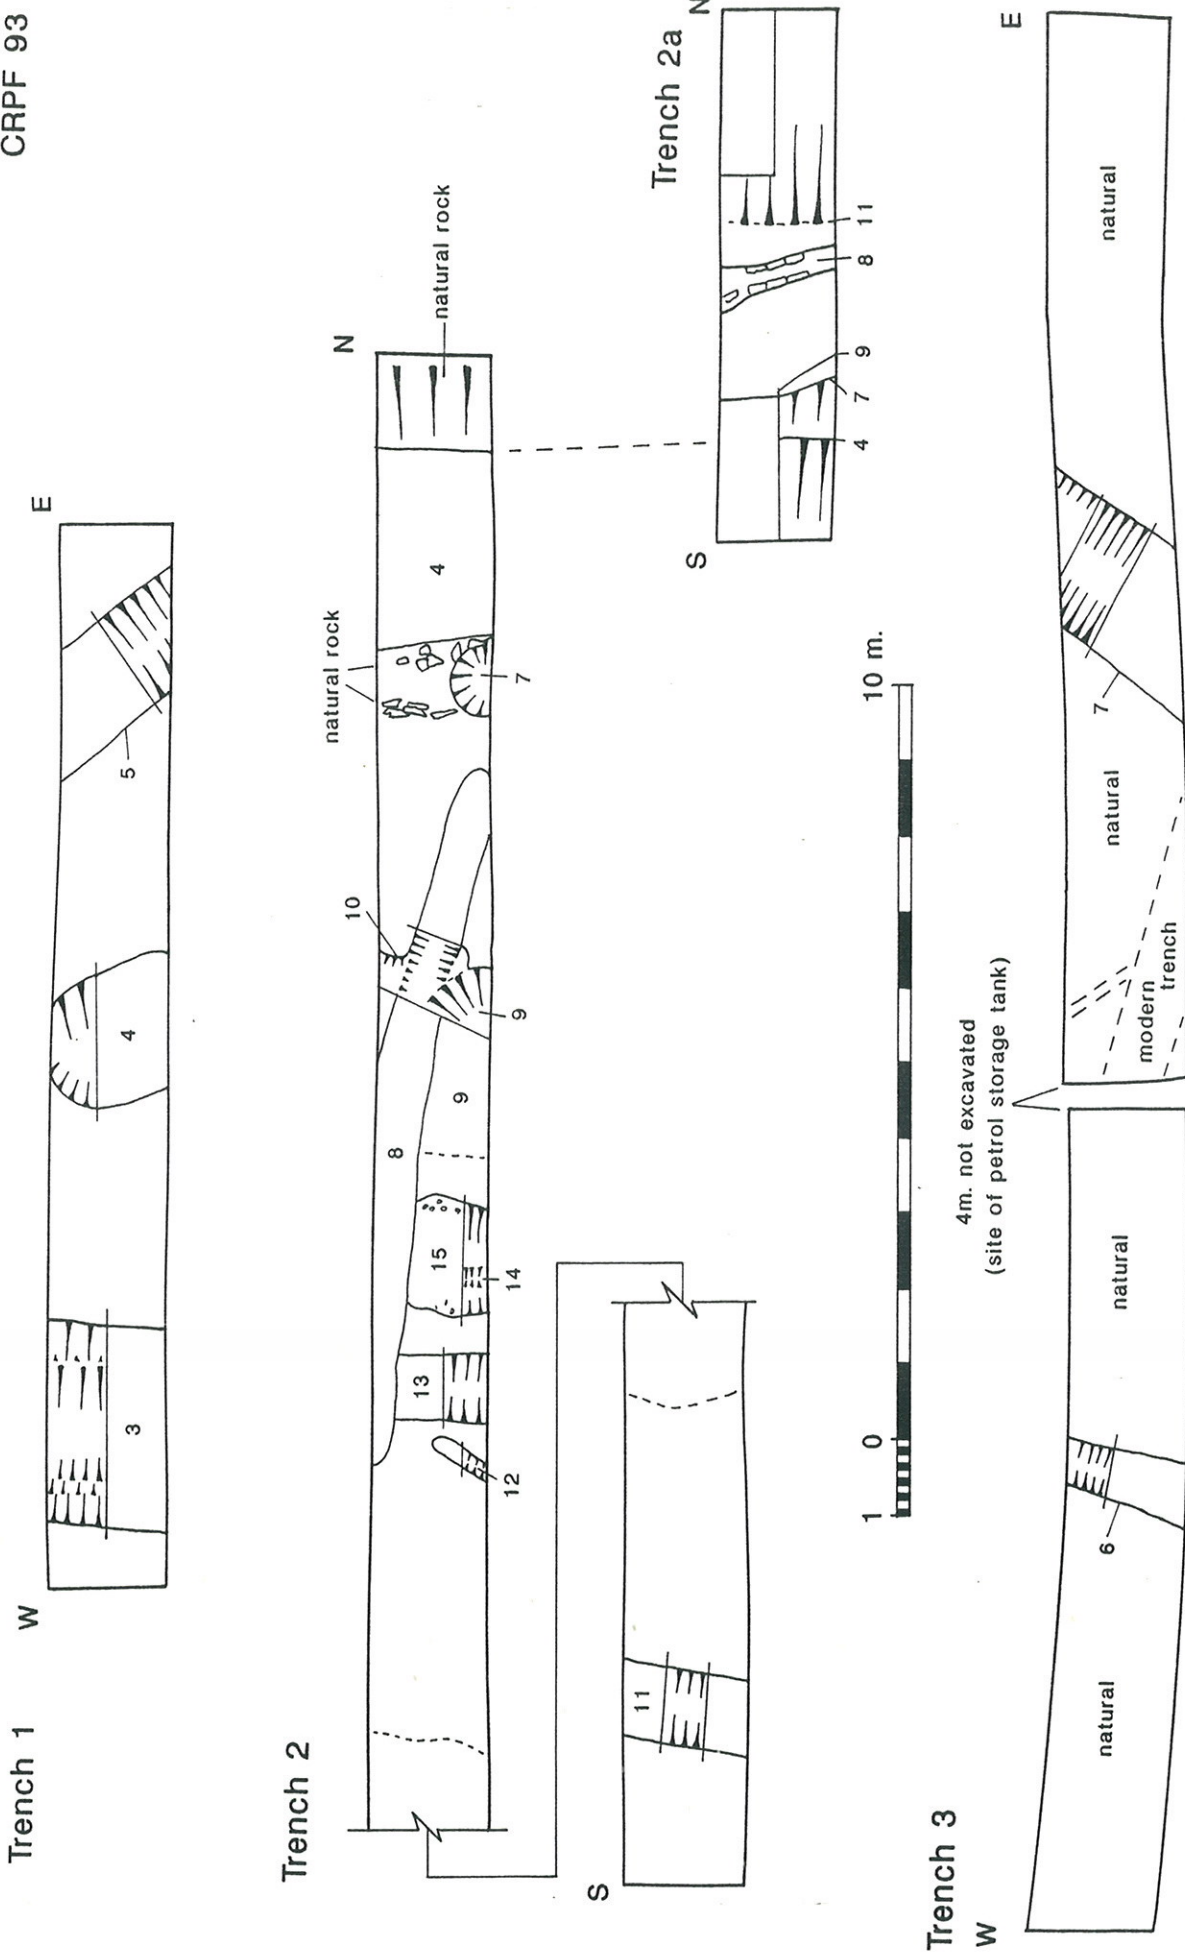 CRPF 93
Trench 1
W
E
3
4
5
Trench 2
N
natural rock
natural rock
4
7
10
9
9
8
15
14
13
12
S
11
Trench 2a
N
S
11
8
9
7
4
1
0
10 m.
Trench 3
W
E
natural
6
natural
4m. not excavated
(site of petrol storage tank)
modern
trench
natural
7
natural